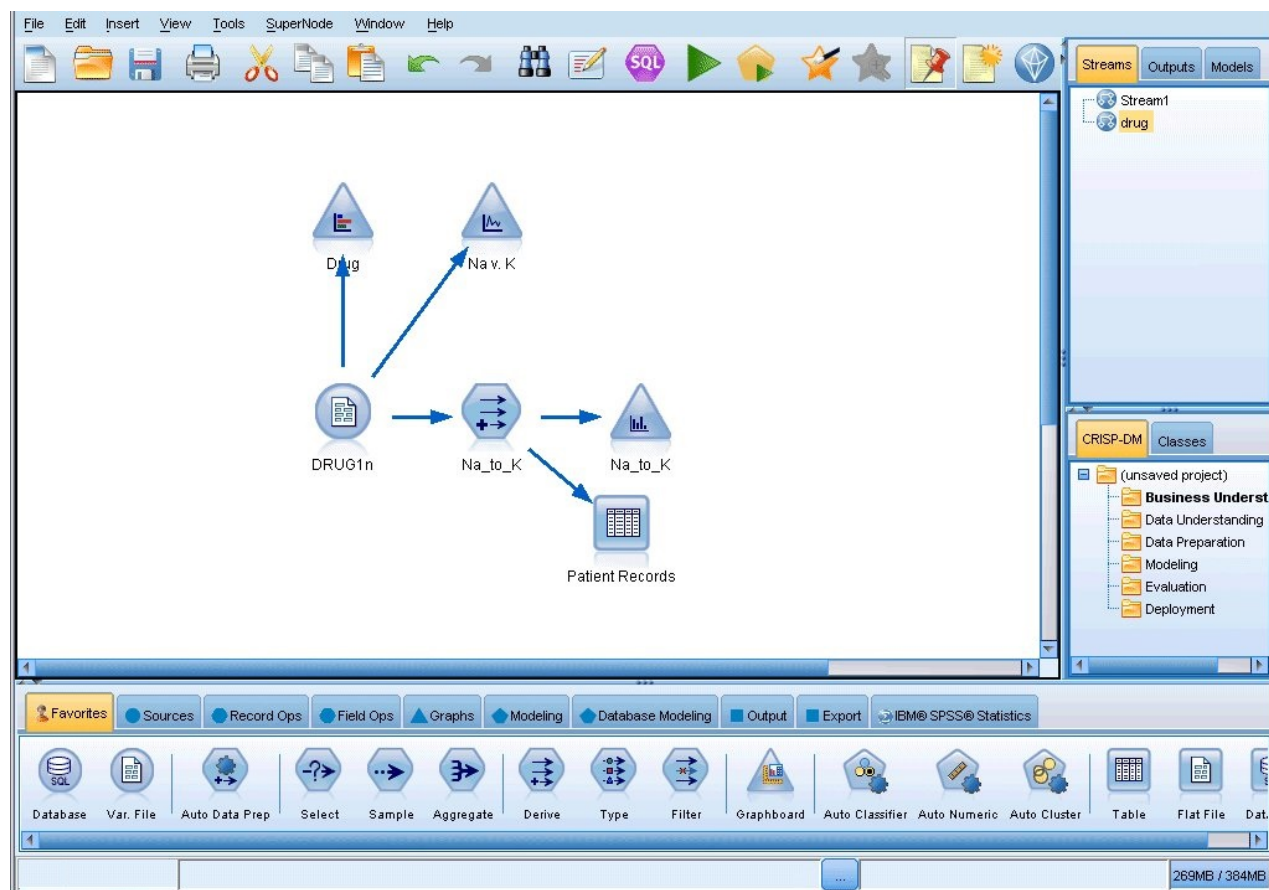 File Edit Insert View Tools SuperNode Window Help
SQL
Streams Outputs Models
Stream1
drug
Drug
Na v. K
DRUG1n
Na_to_K
Na_to_K
Patient Records
CRISP-DM Classes
(unsaved project)
Business Underst
Data Understanding
Data Preparation
Modeling
Evaluation
Deployment
Favorites Sources Record Ops Field Ops Graphs Modeling Database Modeling Output Export IBM® SPSS® Statistics
SQL
Database Var. File Auto Data Prep Select Sample Aggregate Derive Type Filter Graphboard Auto Classifier Auto Numeric Auto Cluster Table Flat File Dat.
...
269MB / 384MB